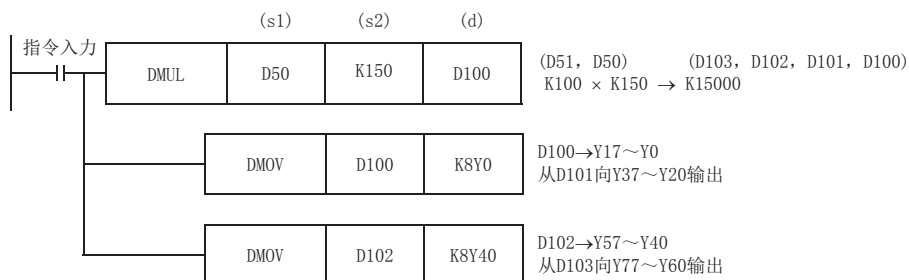 (s1) (s2) (d)
指令入力
DMUL D50 K150 D100
(D51, D50) (D103, D102, D101, D100)
K100 × K150 → K15000
DMOV D100 K8Y0
D100→Y17～Y0
从D101向Y37～Y20输出
DMOV D102 K8Y40
D102→Y57～Y40
从D103向Y77～Y60输出